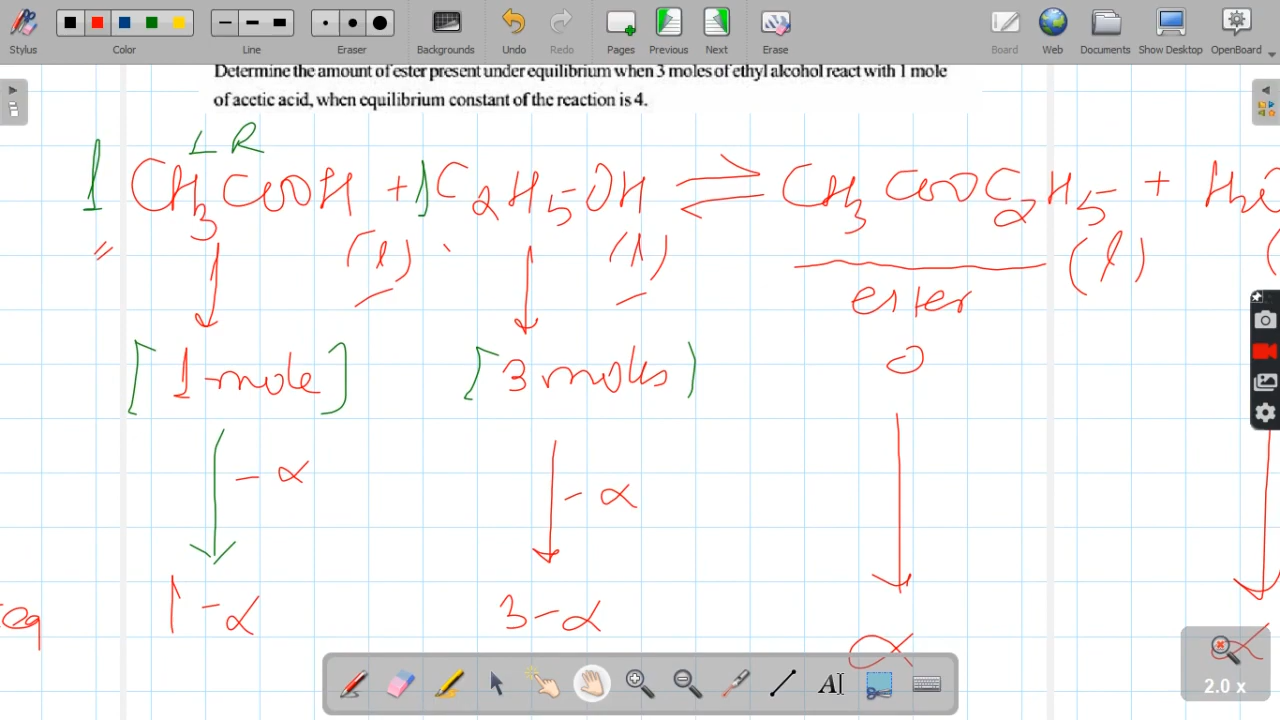 Stylus Color Line Eraser Backgrounds Undo Redo Pages Previous Next Erase Board Web Documents Show Desktop OpenBoard
Determine the amount of ester present under equilibrium when 3 moles of ethyl alcohol react with 1 mole
of acetic acid, when equilibrium constant of the reaction is 4.
LR
1 CH3COOH + 1 C2H5OH ⇌ CH3COOC2H5 + H2O
(l) (l) (l) (
ester
[1 mole] [3 moles] 0
-α -α
eq 1-α 3-α α α
AI
2.0 x